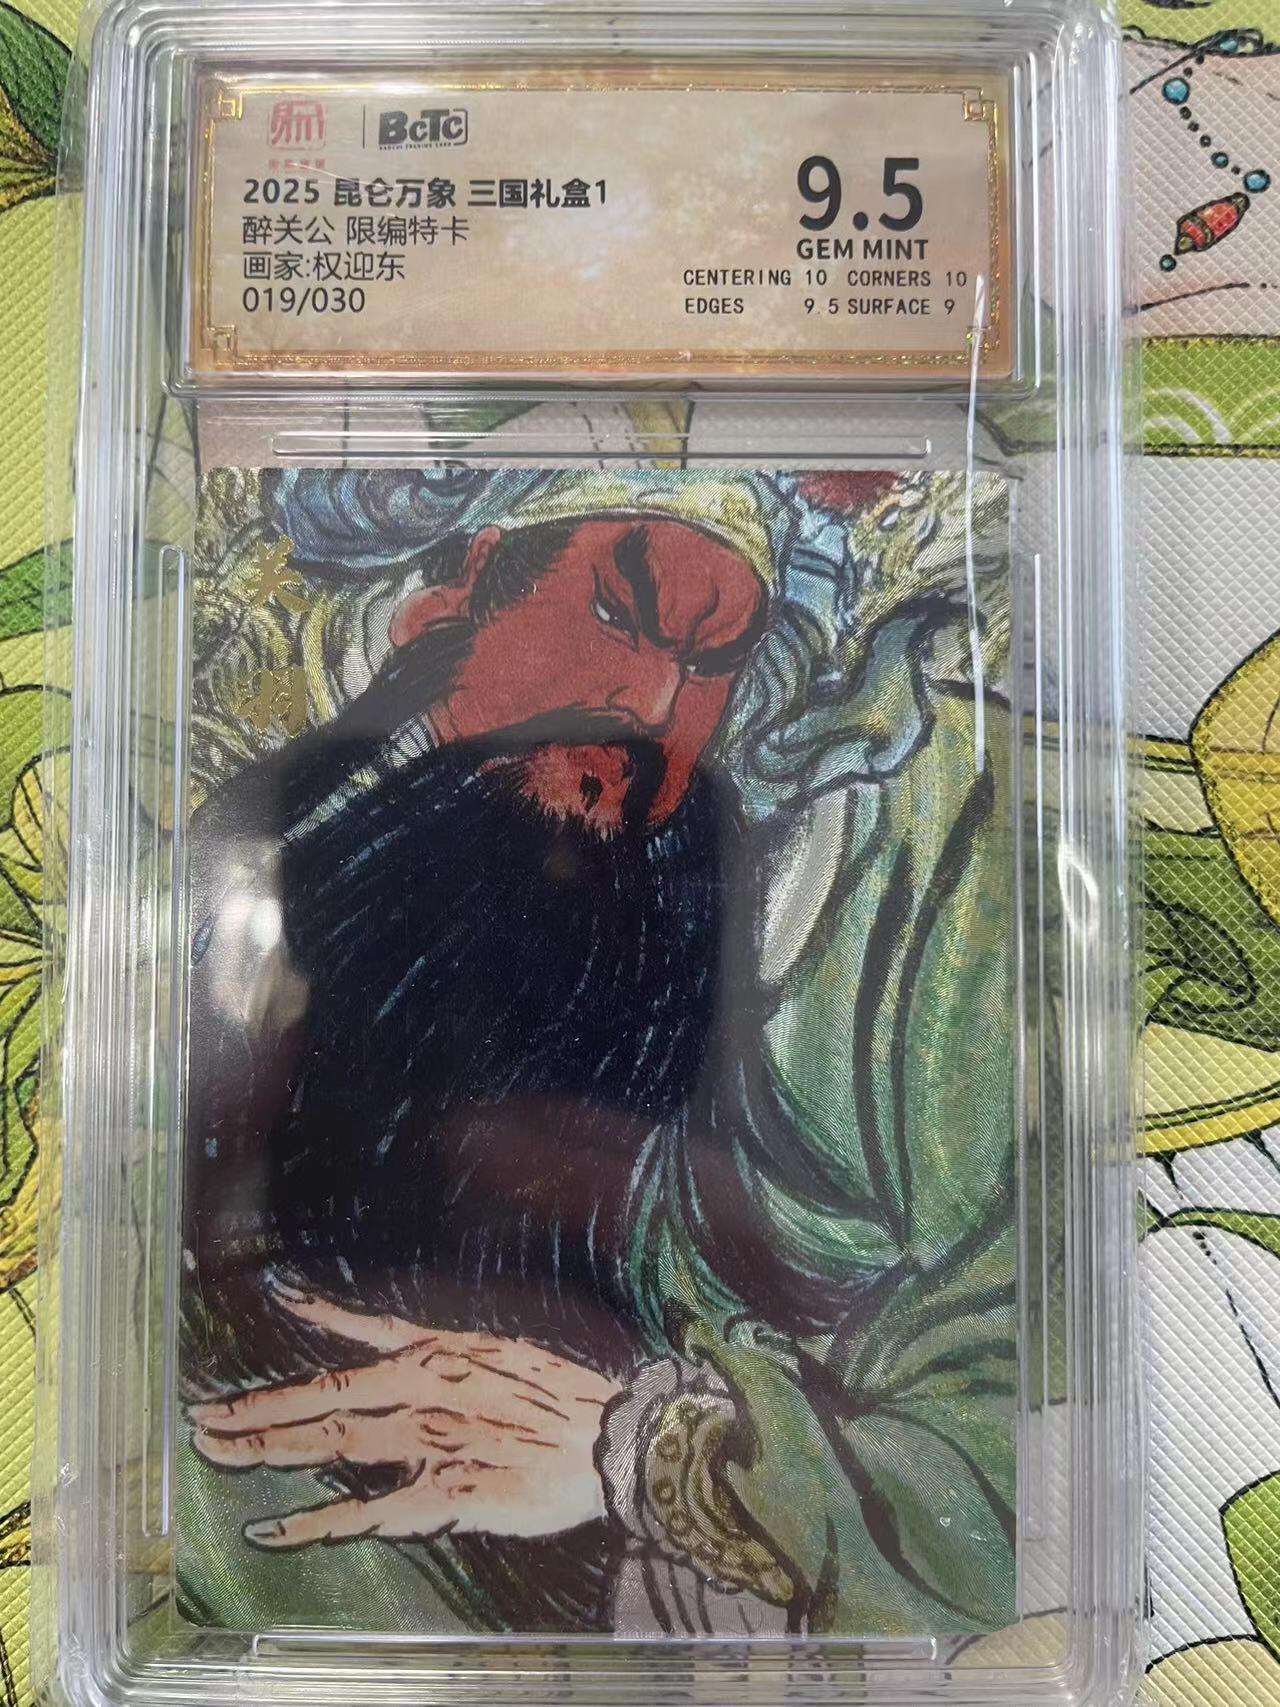 BCTC
2025 昆仑万象 三国礼盒1
醉关公 限编特卡
画家:权迎东
019/030
9.5
GEM MINT
CENTERING 10 CORNERS 10
EDGES 9.5 SURFACE 9
关羽